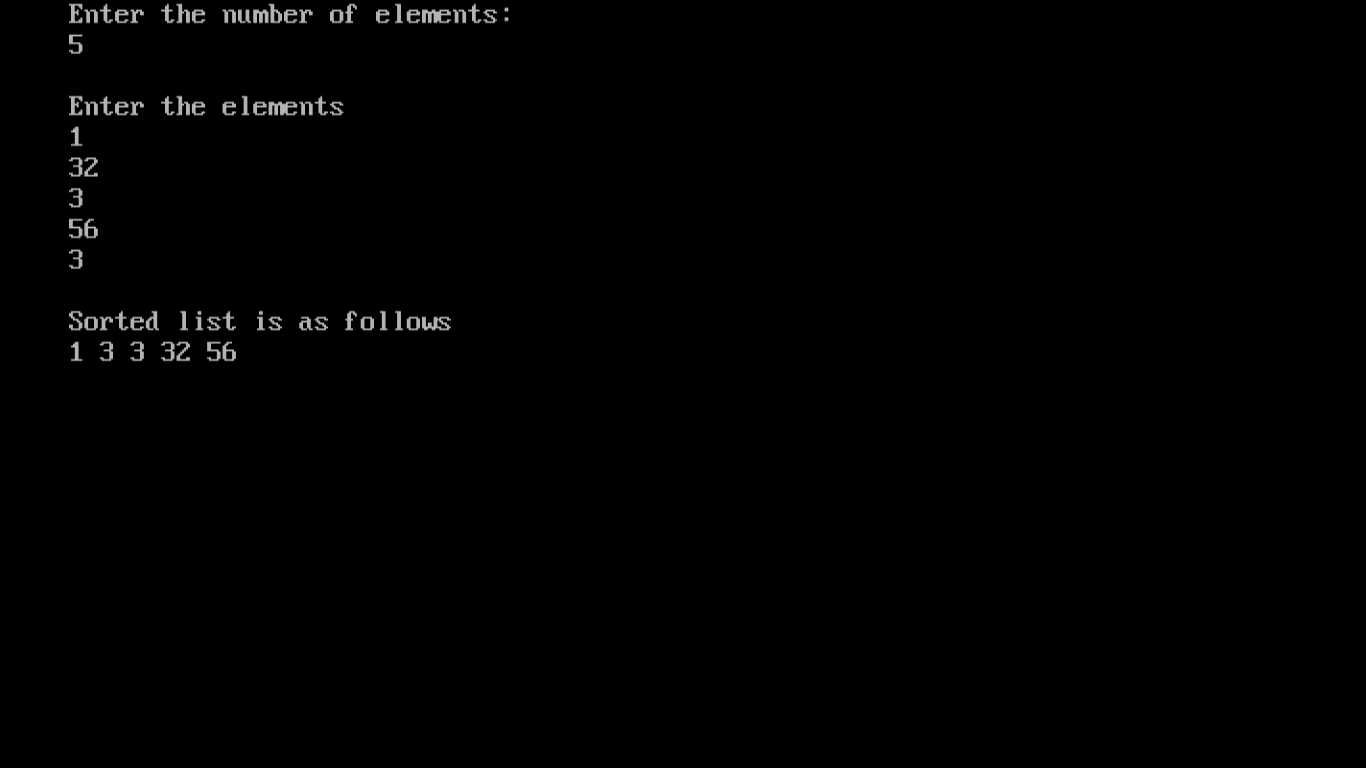 Enter the number of elements:
5
Enter the elements
1
32
3
56
3
Sorted list is as follows
1 3 3 32 56